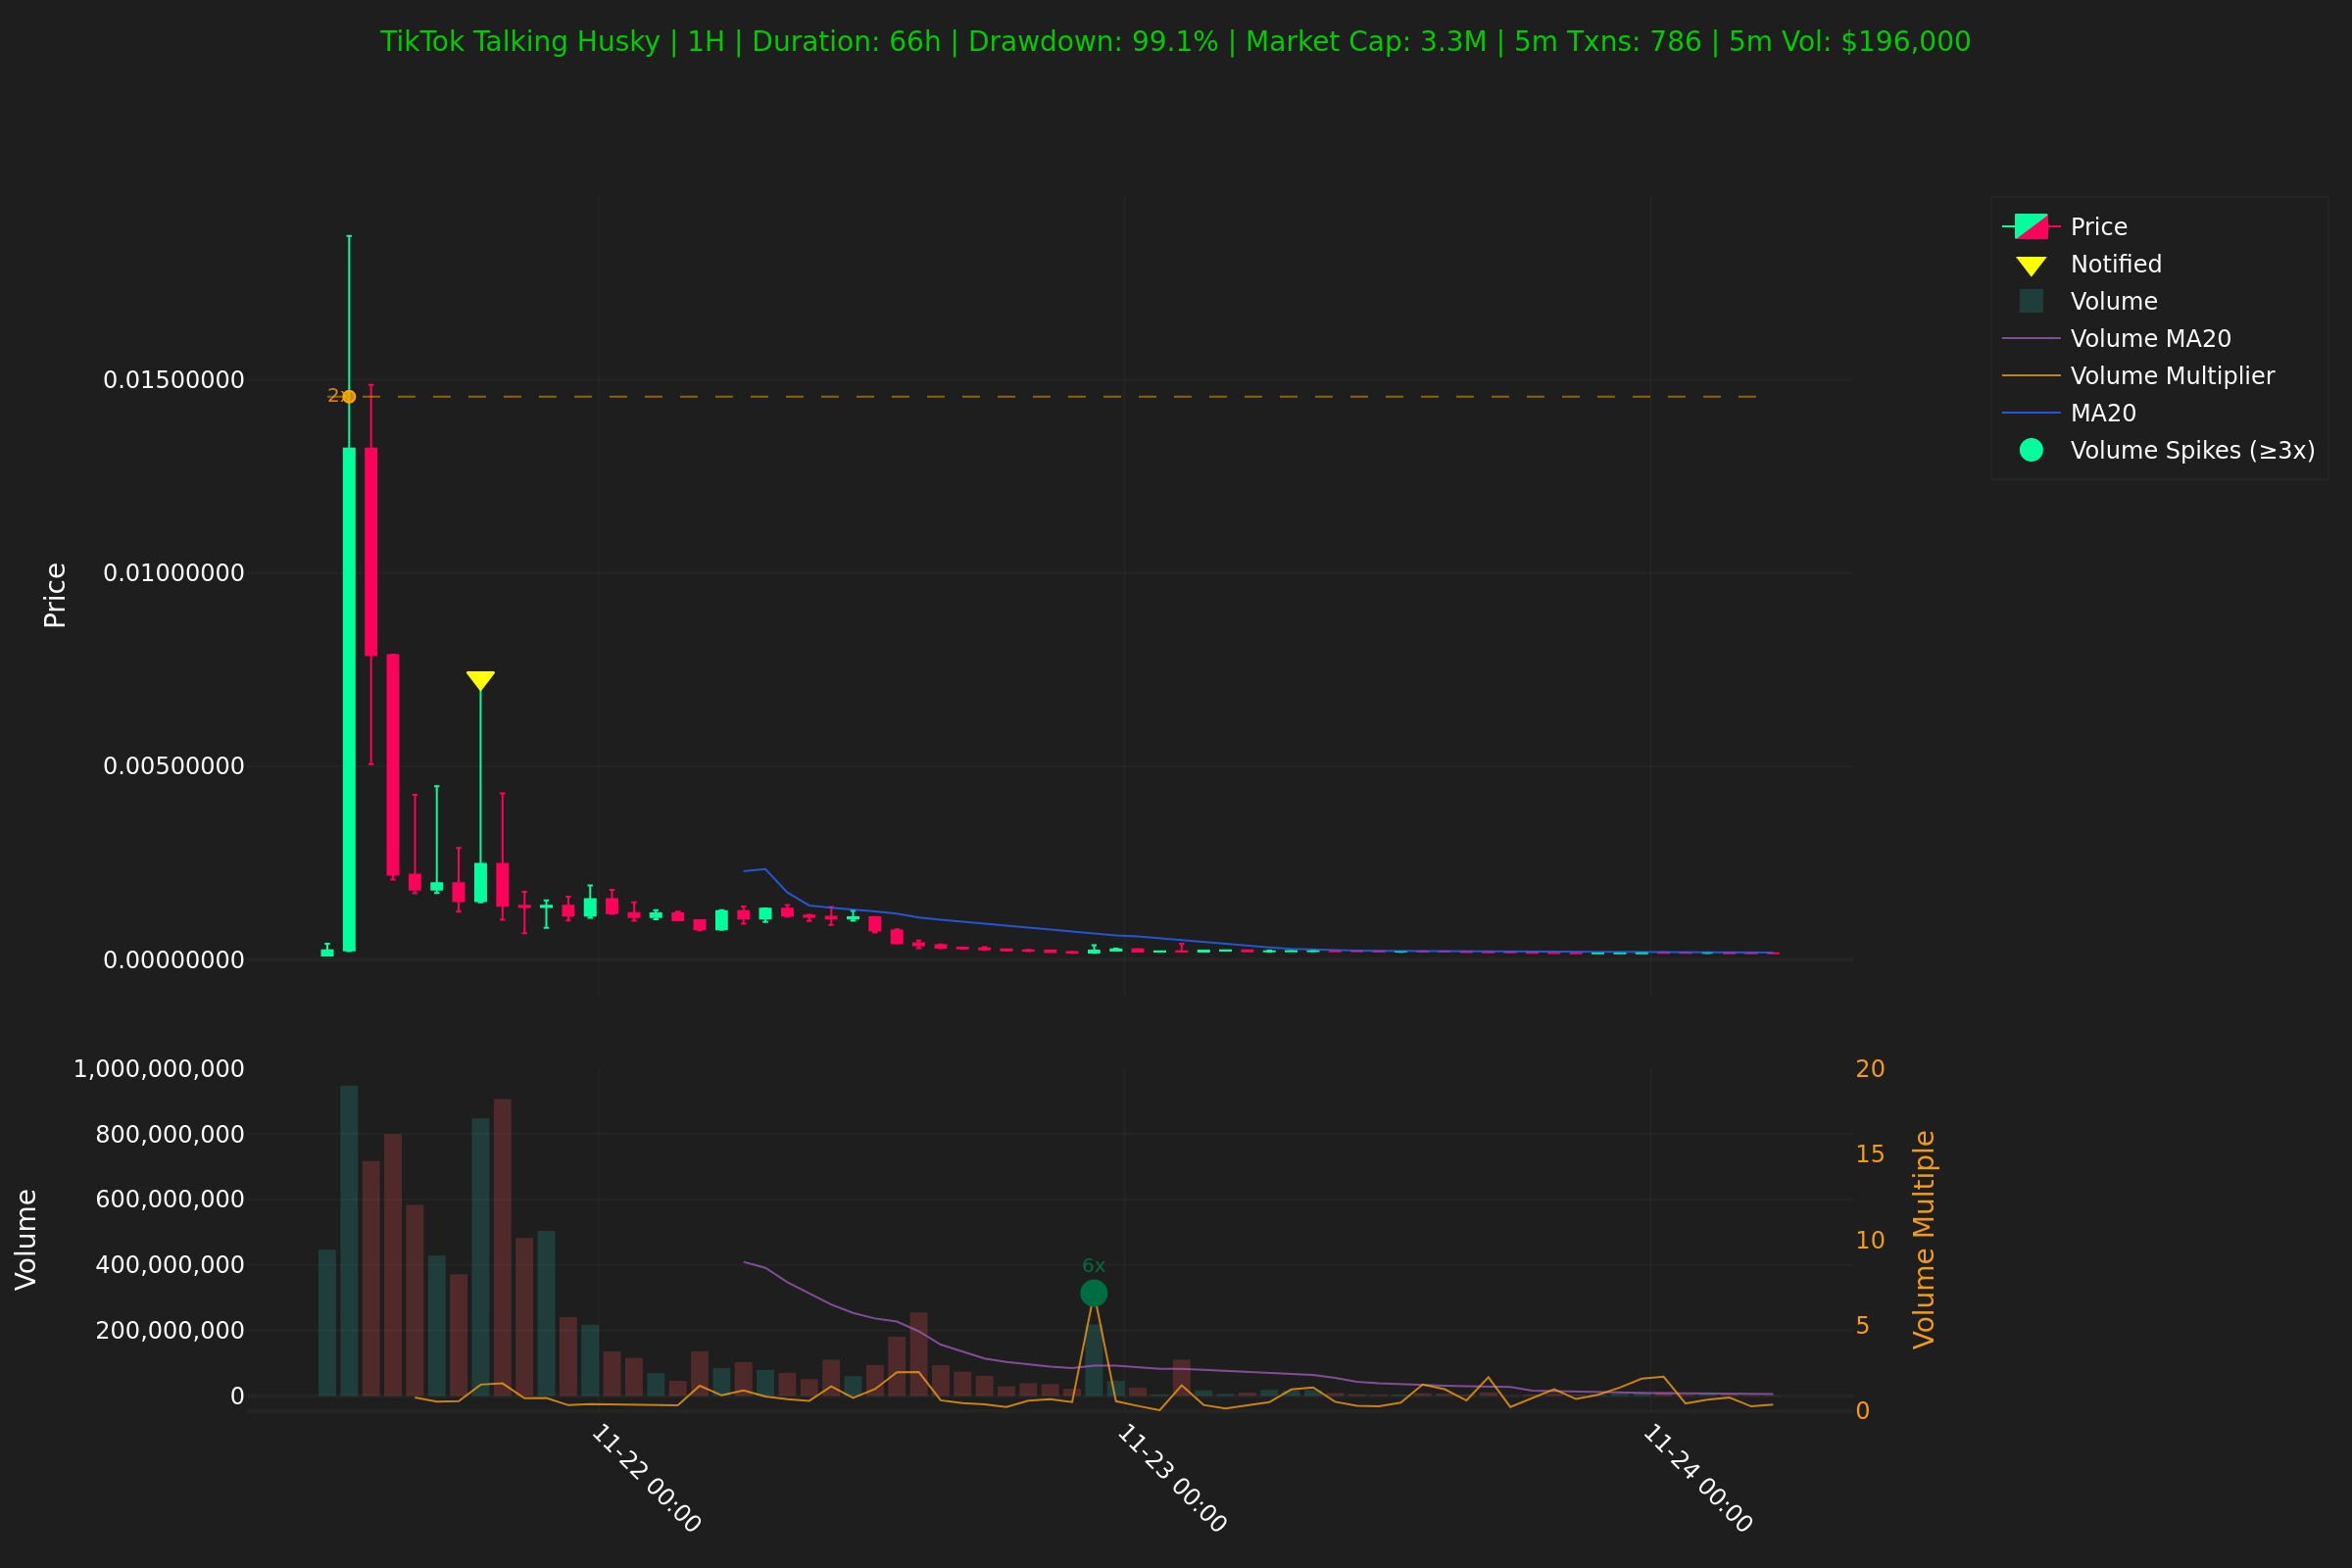 TikTok Talking Husky | 1H | Duration: 66h | Drawdown: 99.1% | Market Cap: 3.3M | 5m Txns: 786 | 5m Vol: $196,000
Price
Notified
Volume
Volume MA20
Volume Multiplier
MA20
Volume Spikes (≥3x)
Price
0.01500000
0.01000000
0.00500000
0.00000000
2x
Volume
1,000,000,000
800,000,000
600,000,000
400,000,000
200,000,000
0
6x
20
15
10
5
0
Volume Multiple
11-22 00:00
11-23 00:00
11-24 00:00